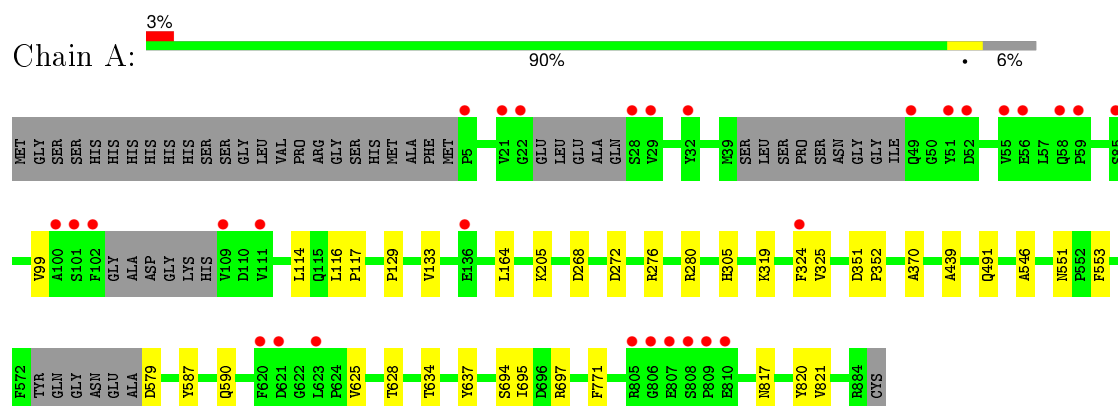 3%
Chain A:
90% • 6%
MET GLY SER SER HIS HIS HIS HIS HIS HIS SER SER GLY LEU VAL PRO ARG GLY SER HIS MET ALA PHE MET P5 V21 G22 GLU LEU GLU ALA GLN S28 V29 Y32 M39 SER LEU SER PRO SER ASN GLY GLY ILE Q49 G50 Y51 D52 V55 E56 L57 Q58 P59 S85
V99 A100 S101 F102 GLY ALA ASP GLY LYS HIS V109 D110 V111 L114 Q115 L116 P117 P129 V133 E136 L164 K205 D268 D272 R276 R280 H305 K319 F324 V325 D351 P352 A370 A439 Q491 A546 N551 P552 F553
F572 TYR GLN GLY ASN GLU ALA D579 Y587 Q590 F620 D621 G622 L623 P624 V625 T628 T634 Y637 S694 I695 D696 R697 F771 R805 G806 E807 S808 P809 E810 N817 Y820 V821 R884 CYS